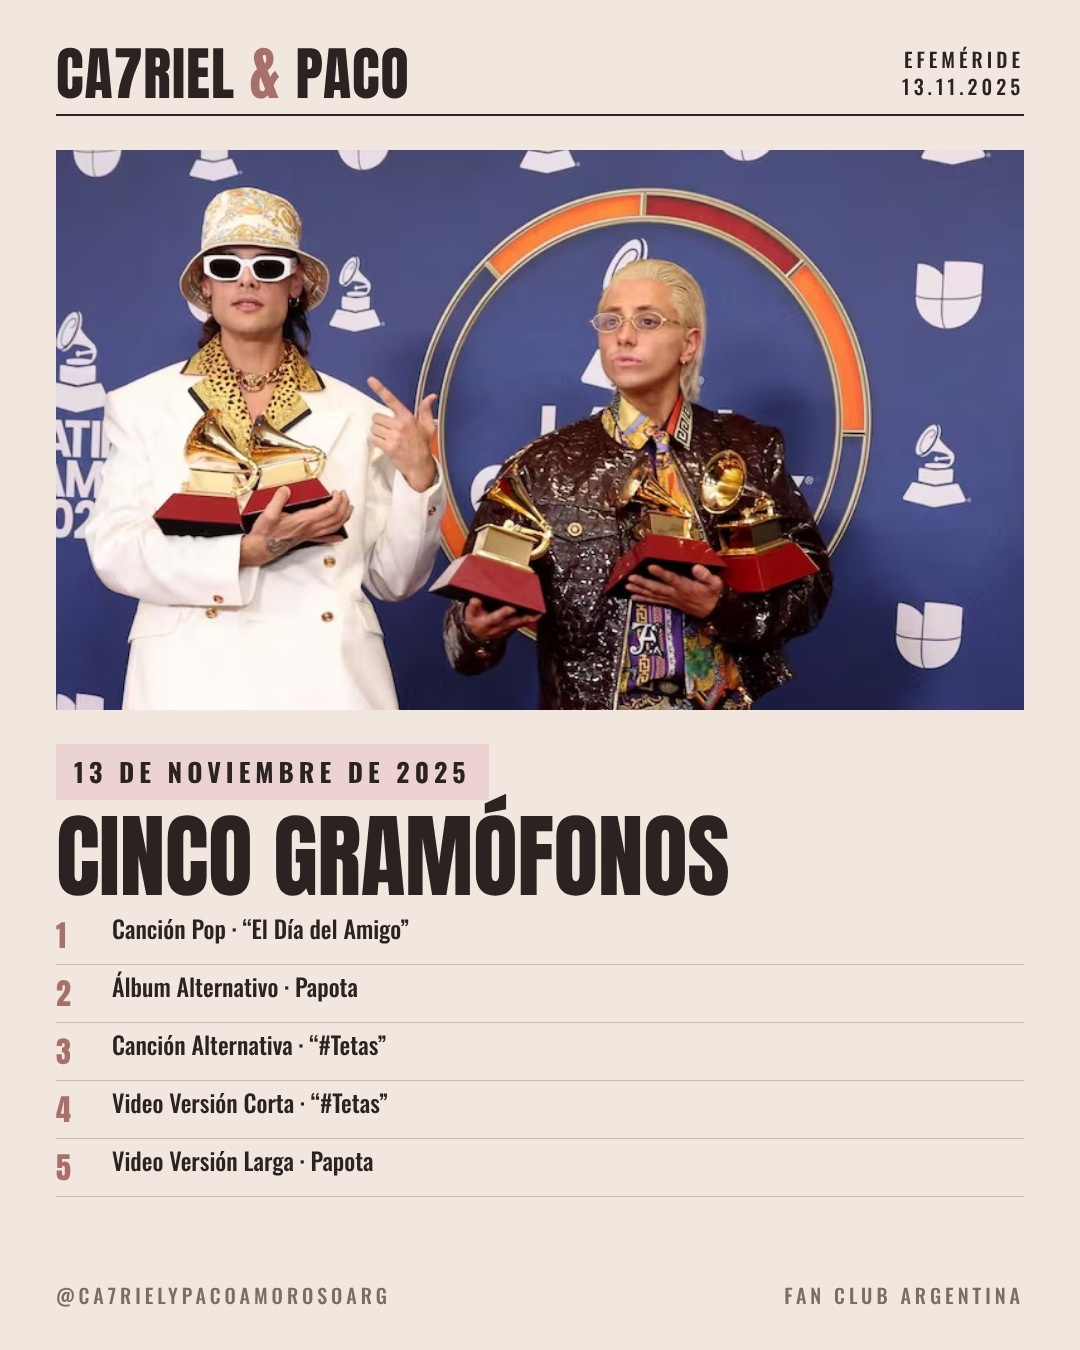 CA7RIEL & PACO
EFEMÉRIDE
13.11.2025
13 DE NOVIEMBRE DE 2025
CINCO GRAMÓFONOS
1 Canción Pop · “El Día del Amigo”
2 Álbum Alternativo · Papota
3 Canción Alternativa · “#Tetas”
4 Video Versión Corta · “#Tetas”
5 Video Versión Larga · Papota
@CA7RIELYPACOAMOROSOARG
FAN CLUB ARGENTINA